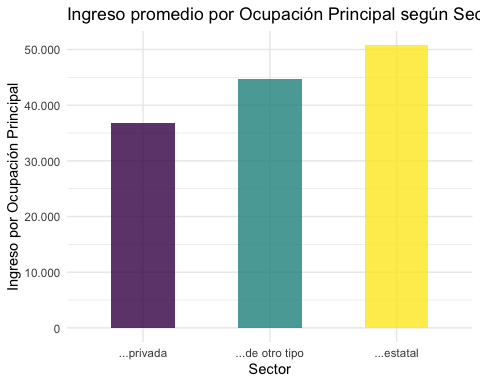 Ingreso promedio por Ocupación Principal según Sec
Ingreso por Ocupación Principal
50.000
40.000
30.000
20.000
10.000
0
...privada
...de otro tipo
...estatal
Sector